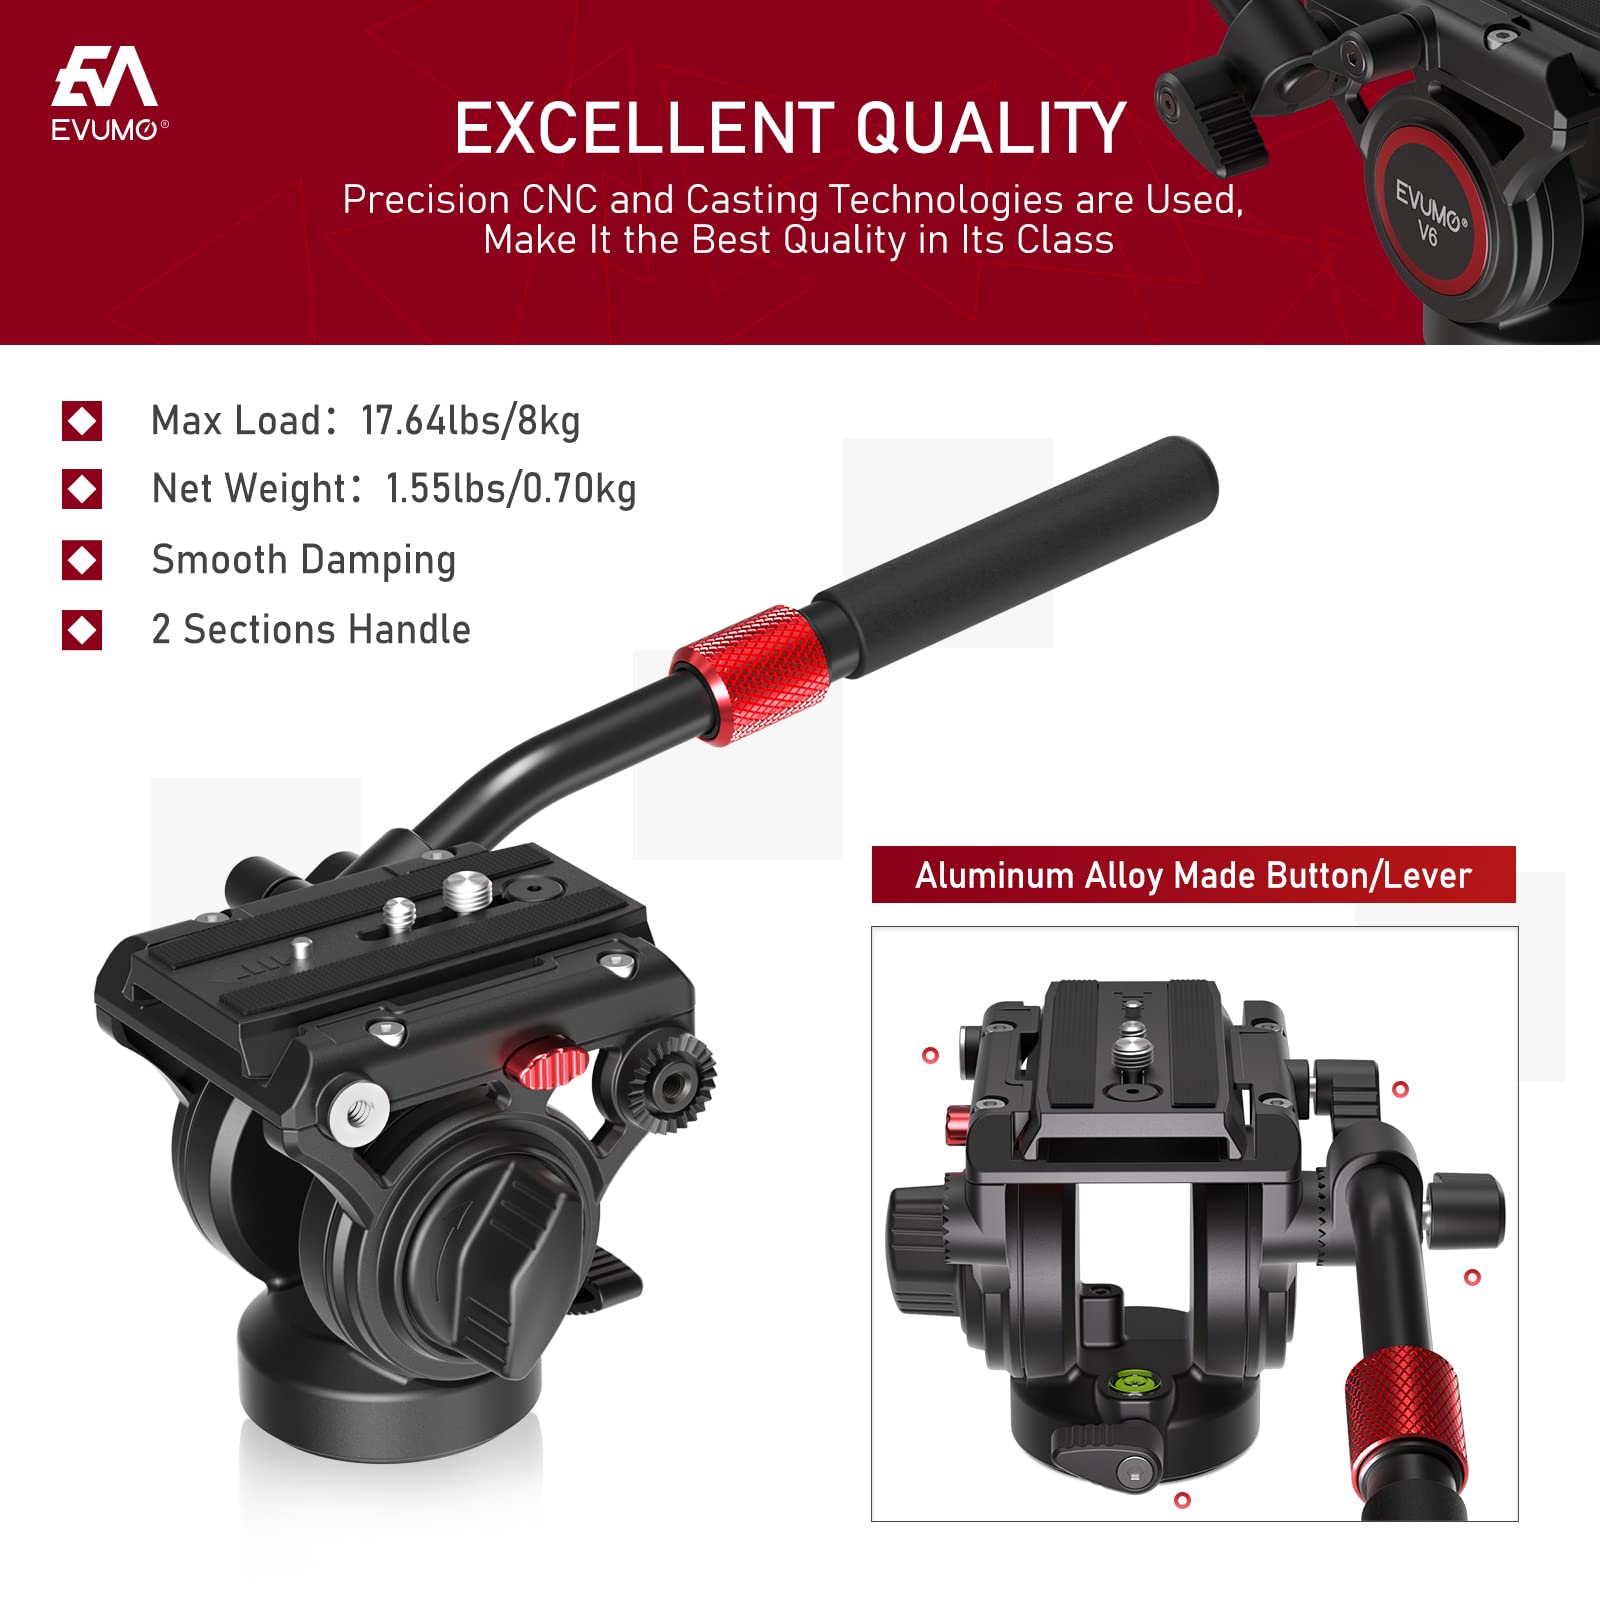 EVUMO®
EXCELLENT QUALITY
Precision CNC and Casting Technologies are Used,
Make It the Best Quality in Its Class
EVUMO®
V6
Max Load: 17.64lbs/8kg
Net Weight: 1.55lbs/0.70kg
Smooth Damping
2 Sections Handle
Aluminum Alloy Made Button/Lever